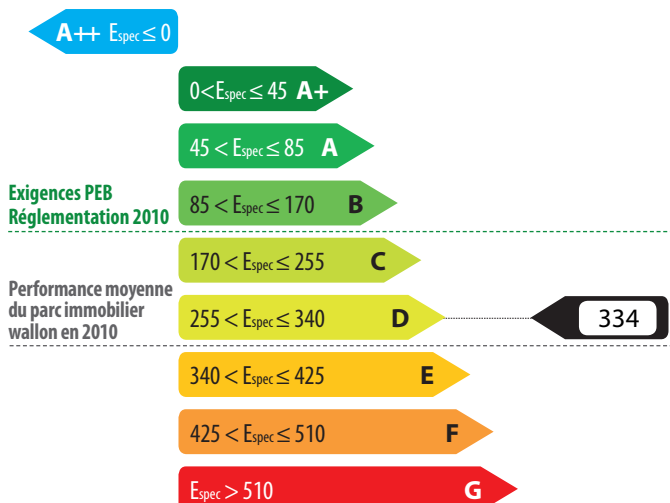 A++ Espec ≤ 0
0<Espec ≤ 45 A+
45 < Espec ≤ 85 A
Exigences PEB
Réglementation 2010
85 < Espec ≤ 170 B
170 < Espec ≤ 255 C
Performance moyenne
du parc immobilier
wallon en 2010
255 < Espec ≤ 340 D
334
340 < Espec ≤ 425 E
425 < Espec ≤ 510 F
Espec > 510 G